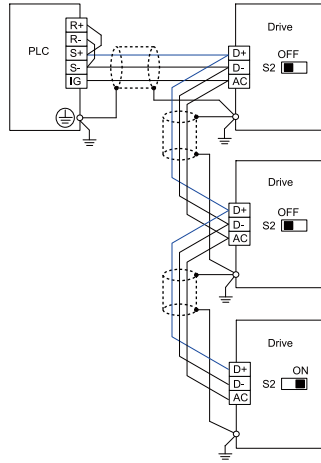 PLC
R+
R-
S+
S-
IG
Drive
D+
D-
AC
OFF
S2
Drive
D+
D-
AC
OFF
S2
Drive
D+
D-
AC
ON
S2